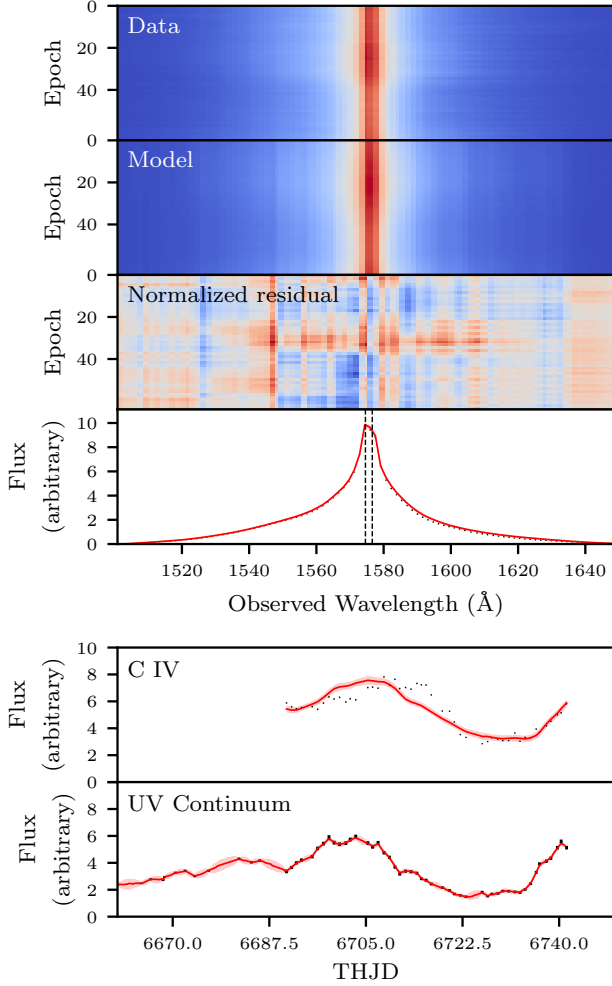 0
Data
Epoch
40
0
Model
Epoch
20
40
0
Normalized residual
Epoch
20
40
Flux
(arbitrary)
10
8
6
4
2
0
1520 1540 1560 1580 1600 1620 1640
Observed Wavelength (Å)
C IV
Flux
(arbitrary)
10
8
6
4
2
0
UV Continuum
Flux
(arbitrary)
8
6
4
2
0
6670.0 6687.5 6705.0 6722.5 6740.0
THJD